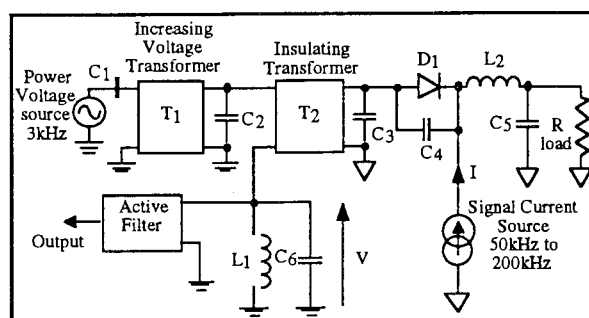 Increasing
Voltage
Transformer
Insulating
Transformer
Power
Voltage
source
3kHz
C1
T1
C2
T2
C3
D1
C4
L2
C5
R
load
I
Signal Current
Source
50kHz to
200kHz
Active
Filter
Output
L1
C6
V